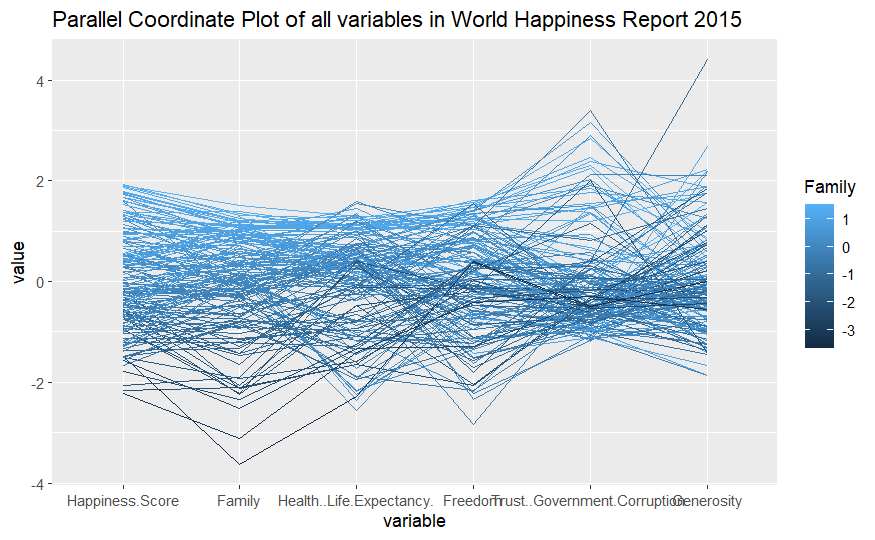 Parallel Coordinate Plot of all variables in World Happiness Report 2015
value
4
2
0
-2
-4
Happiness.Score
Family
Health..Life.Expectancy.
Freedom
Trust..Government.Corruption.
Generosity
variable
Family
1
0
-1
-2
-3